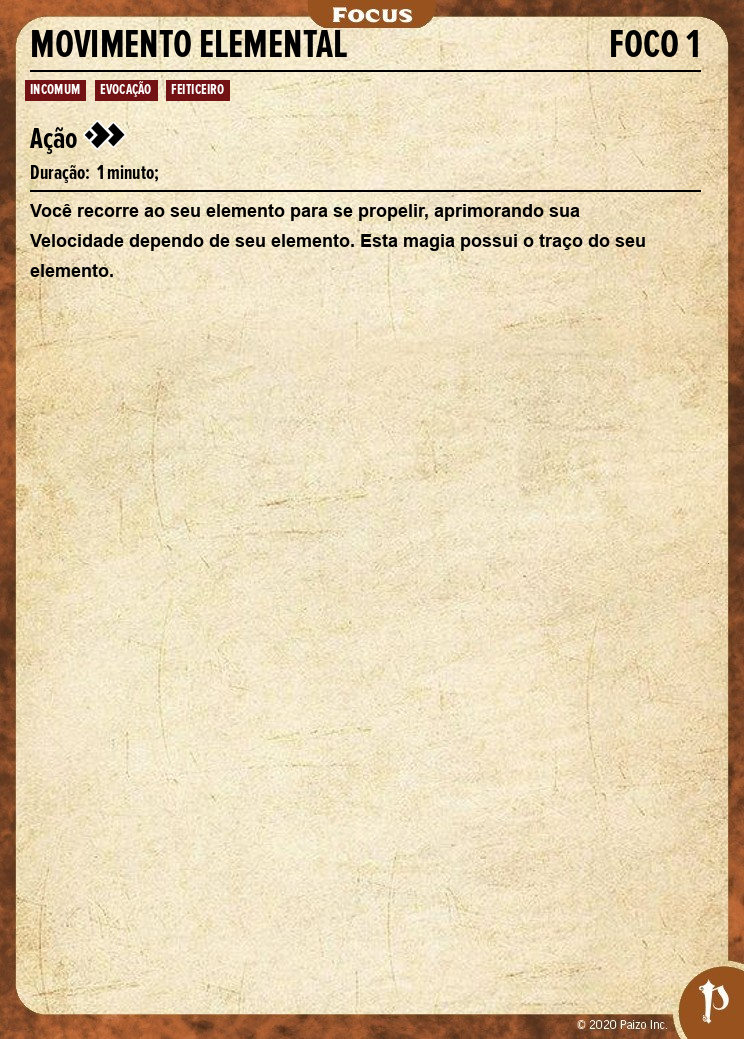 Focus
MOVIMENTO ELEMENTAL FOCO 1
INCOMUM EVOCAÇÃO FEITICEIRO
Ação
Duração: 1 minuto;
Você recorre ao seu elemento para se propelir, aprimorando sua
Velocidade dependo de seu elemento. Esta magia possui o traço do seu
elemento.
© 2020 Paizo Inc.